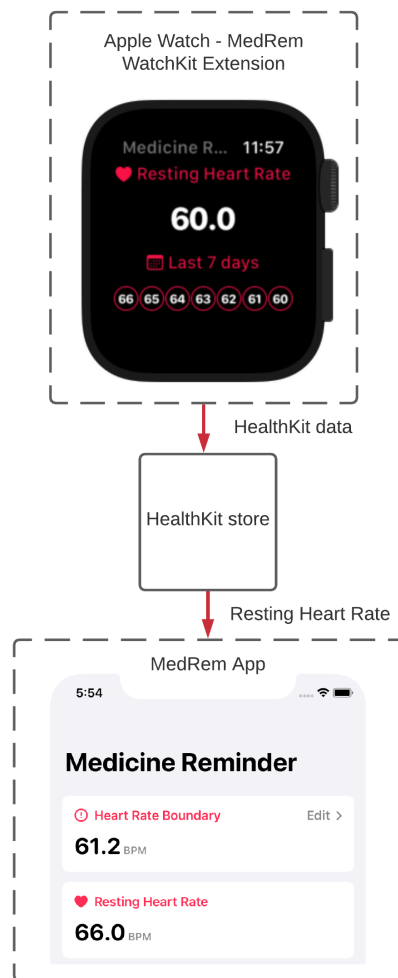 Apple Watch - MedRem
WatchKit Extension
Medicine R... 11:57
Resting Heart Rate
60.0
Last 7 days
66 65 64 63 62 61 60
HealthKit data
HealthKit store
Resting Heart Rate
MedRem App
5:54
Medicine Reminder
Heart Rate Boundary Edit >
61.2 BPM
Resting Heart Rate
66.0 BPM